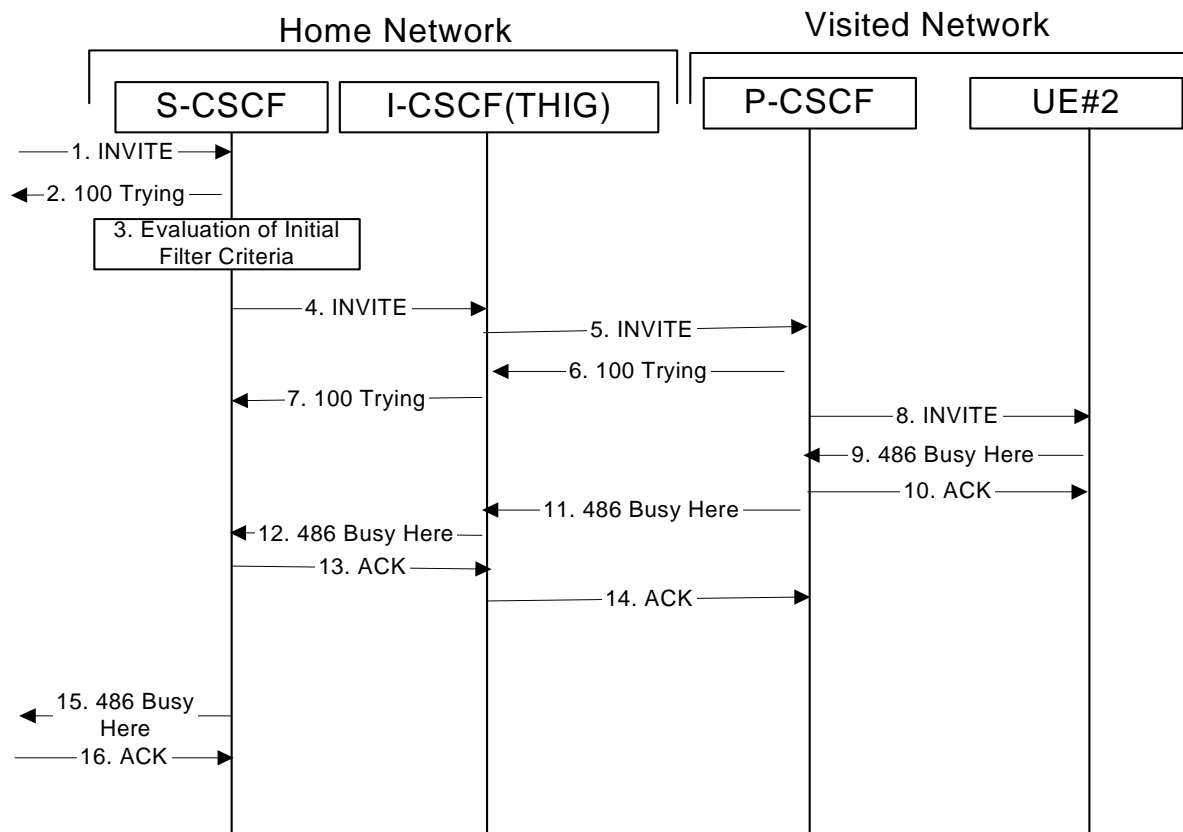 Home Network
Visited Network
S-CSCF
I-CSCF(THIG)
P-CSCF
UE#2
1. INVITE
2. 100 Trying
3. Evaluation of Initial
Filter Criteria
4. INVITE
5. INVITE
6. 100 Trying
7. 100 Trying
8. INVITE
9. 486 Busy Here
10. ACK
11. 486 Busy Here
12. 486 Busy Here
13. ACK
14. ACK
15. 486 Busy
Here
16. ACK